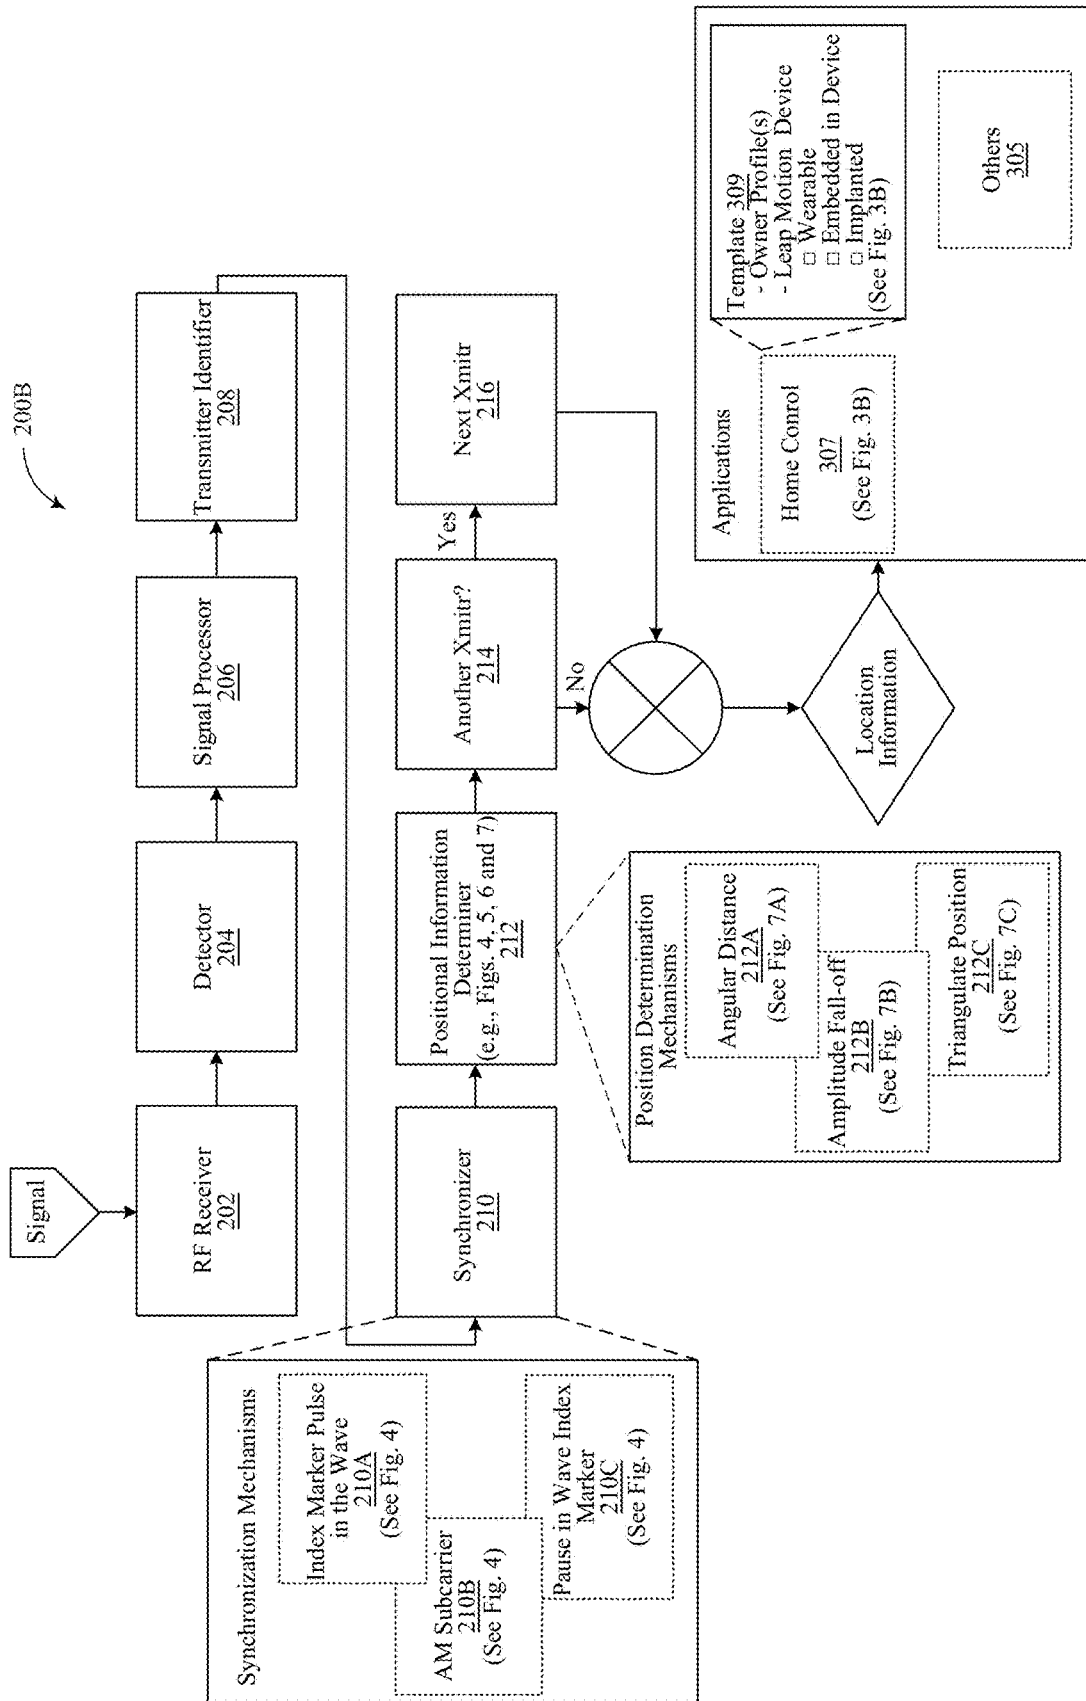 200B
Signal
RF Receiver
202
Detector
204
Signal Processor
206
Transmitter Identifier
208
Synchronization Mechanisms
Index Marker Pulse
in the Wave
210A
(See Fig. 4)
AM Subcarrier
210B
(See Fig. 4)
Pause in Wave Index
Marker
210C
(See Fig. 4)
Synchronizer
210
Positional Information
Determiner
(e.g., Figs. 4, 5, 6 and 7)
212
Another Xmitr?
214
Yes
No
Next Xmitr
216
Position Determination
Mechanisms
Angular Distance
212A
(See Fig. 7A)
Amplitude Fall-off
212B
(See Fig. 7B)
Triangulate Position
212C
(See Fig. 7C)
Location
Information
Applications
Home Conrol
307
(See Fig. 3B)
Template 309
- Owner Profile(s)
- Leap Motion Device
□ Wearable
□ Embedded in Device
□ Implanted
(See Fig. 3B)
Others
305